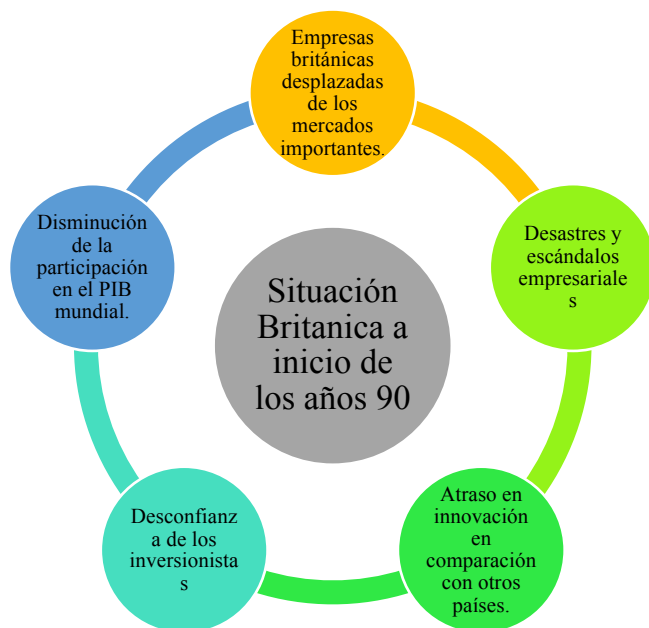 Empresas
británicas
desplazadas
de los
mercados
importantes.
Desastres y
escándalos
empresariale
s
Atraso en
innovación
en
comparación
con otros
países.
Desconfianz
a de los
inversionista
s
Disminución
de la
participación
en el PIB
mundial.
Situación
Britanica a
inicio de
los años 90